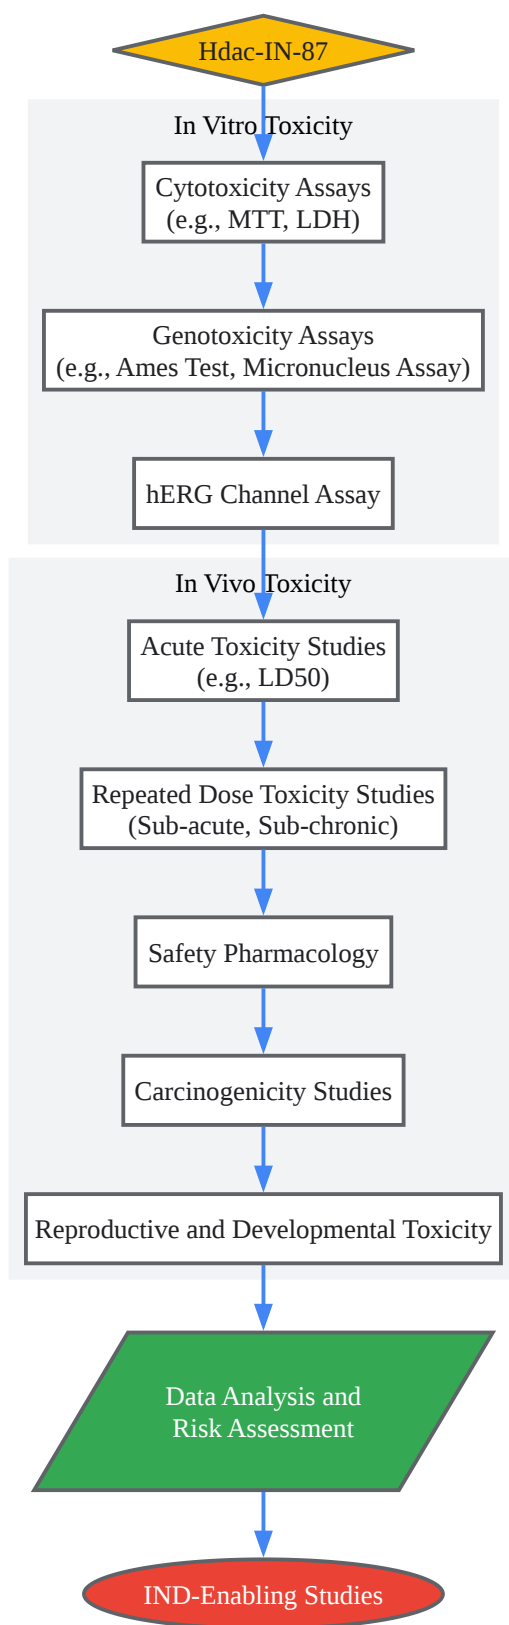 Hdac-IN-87
In Vitro Toxicity
Cytotoxicity Assays
(e.g., MTT, LDH)
Genotoxicity Assays
(e.g., Ames Test, Micronucleus Assay)
hERG Channel Assay
In Vivo Toxicity
Acute Toxicity Studies
(e.g., LD50)
Repeated Dose Toxicity Studies
(Sub-acute, Sub-chronic)
Safety Pharmacology
Carcinogenicity Studies
Reproductive and Developmental Toxicity
Data Analysis and
Risk Assessment
IND-Enabling Studies